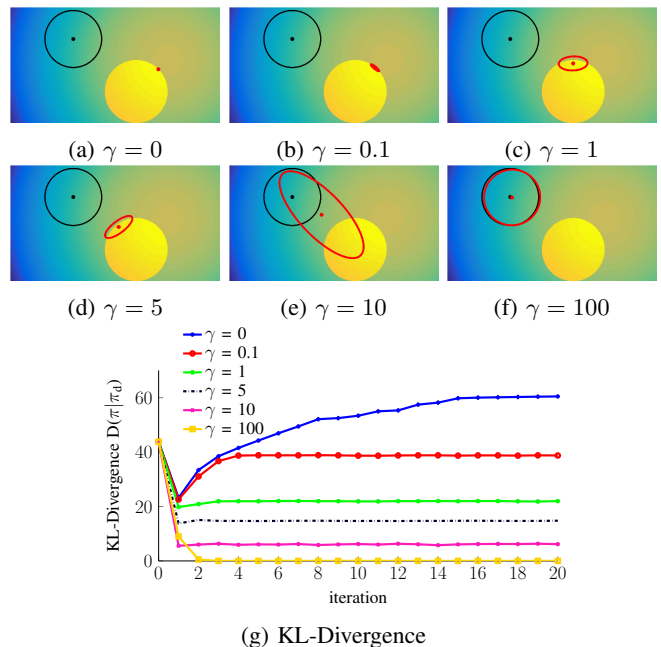 (a) γ = 0
(b) γ = 0.1
(c) γ = 1
(d) γ = 5
(e) γ = 10
(f) γ = 100
γ = 0
γ = 0.1
γ = 1
γ = 5
γ = 10
γ = 100
KL-Divergence D(π|π_d)
60
40
20
0
0 2 4 6 8 10 12 14 16 18 20
iteration
(g) KL-Divergence